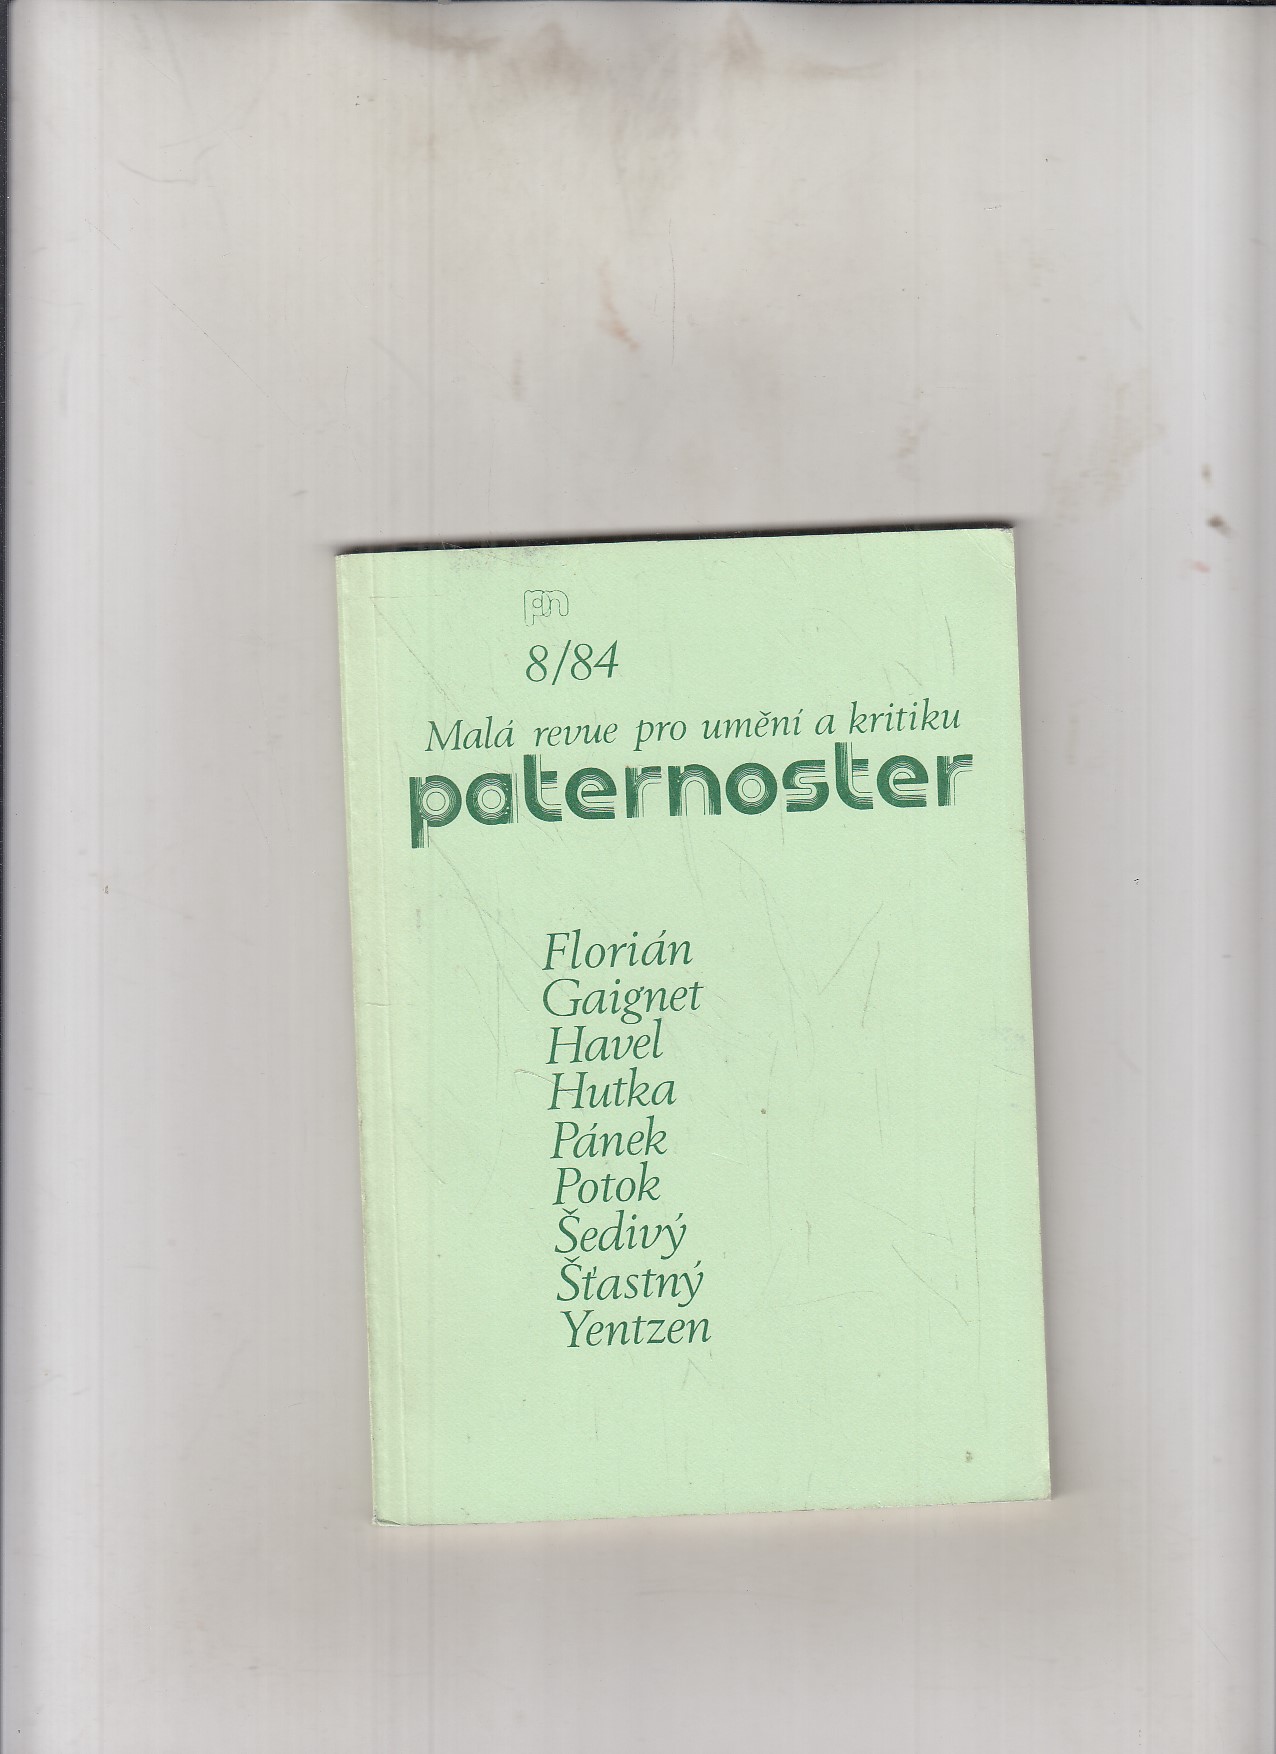 pn
8/84
Malá revue pro umění a kritiku
paternoster
Florián
Gaignet
Havel
Hutka
Pánek
Potok
Šedivý
Šťastný
Yentzen